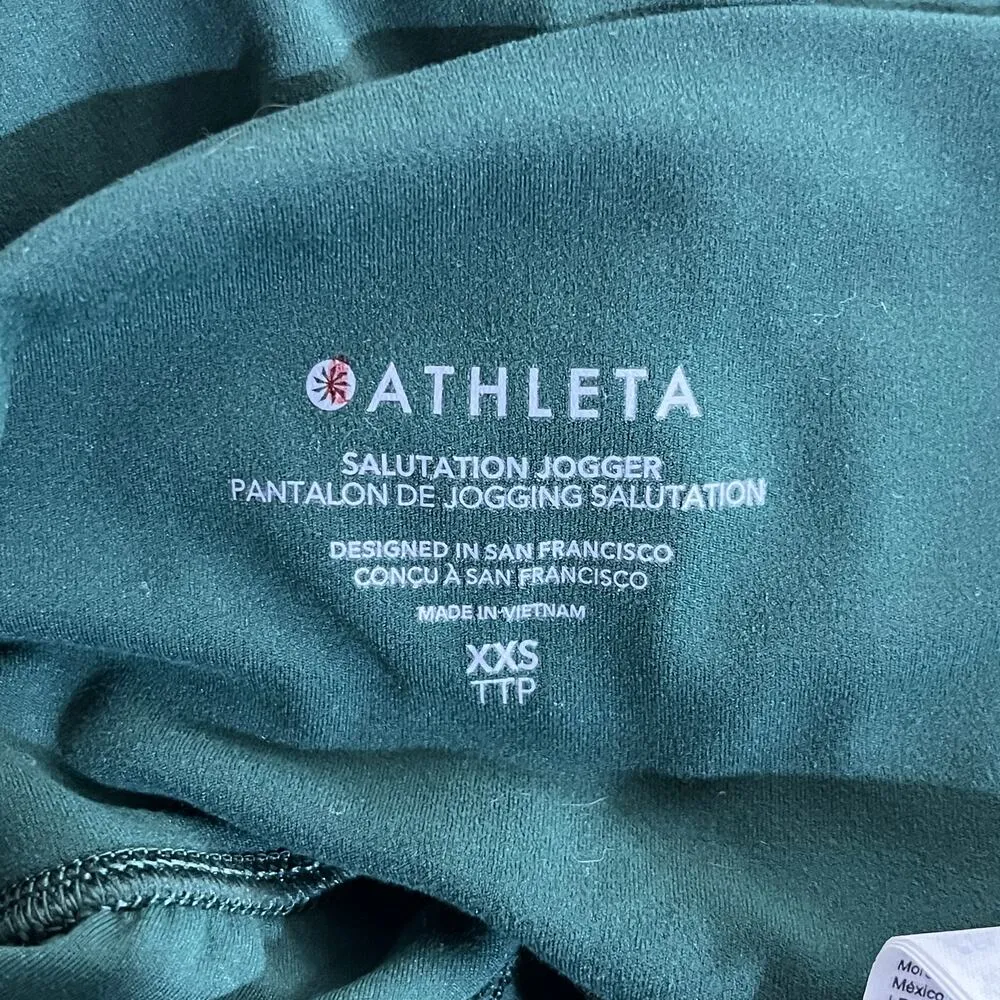 ATHLETA
SALUTATION JOGGER
PANTALON DE JOGGING SALUTATION
DESIGNED IN SAN FRANCISCO
CONÇU À SAN FRANCISCO
MADE IN VIETNAM
XXS
TTP
México